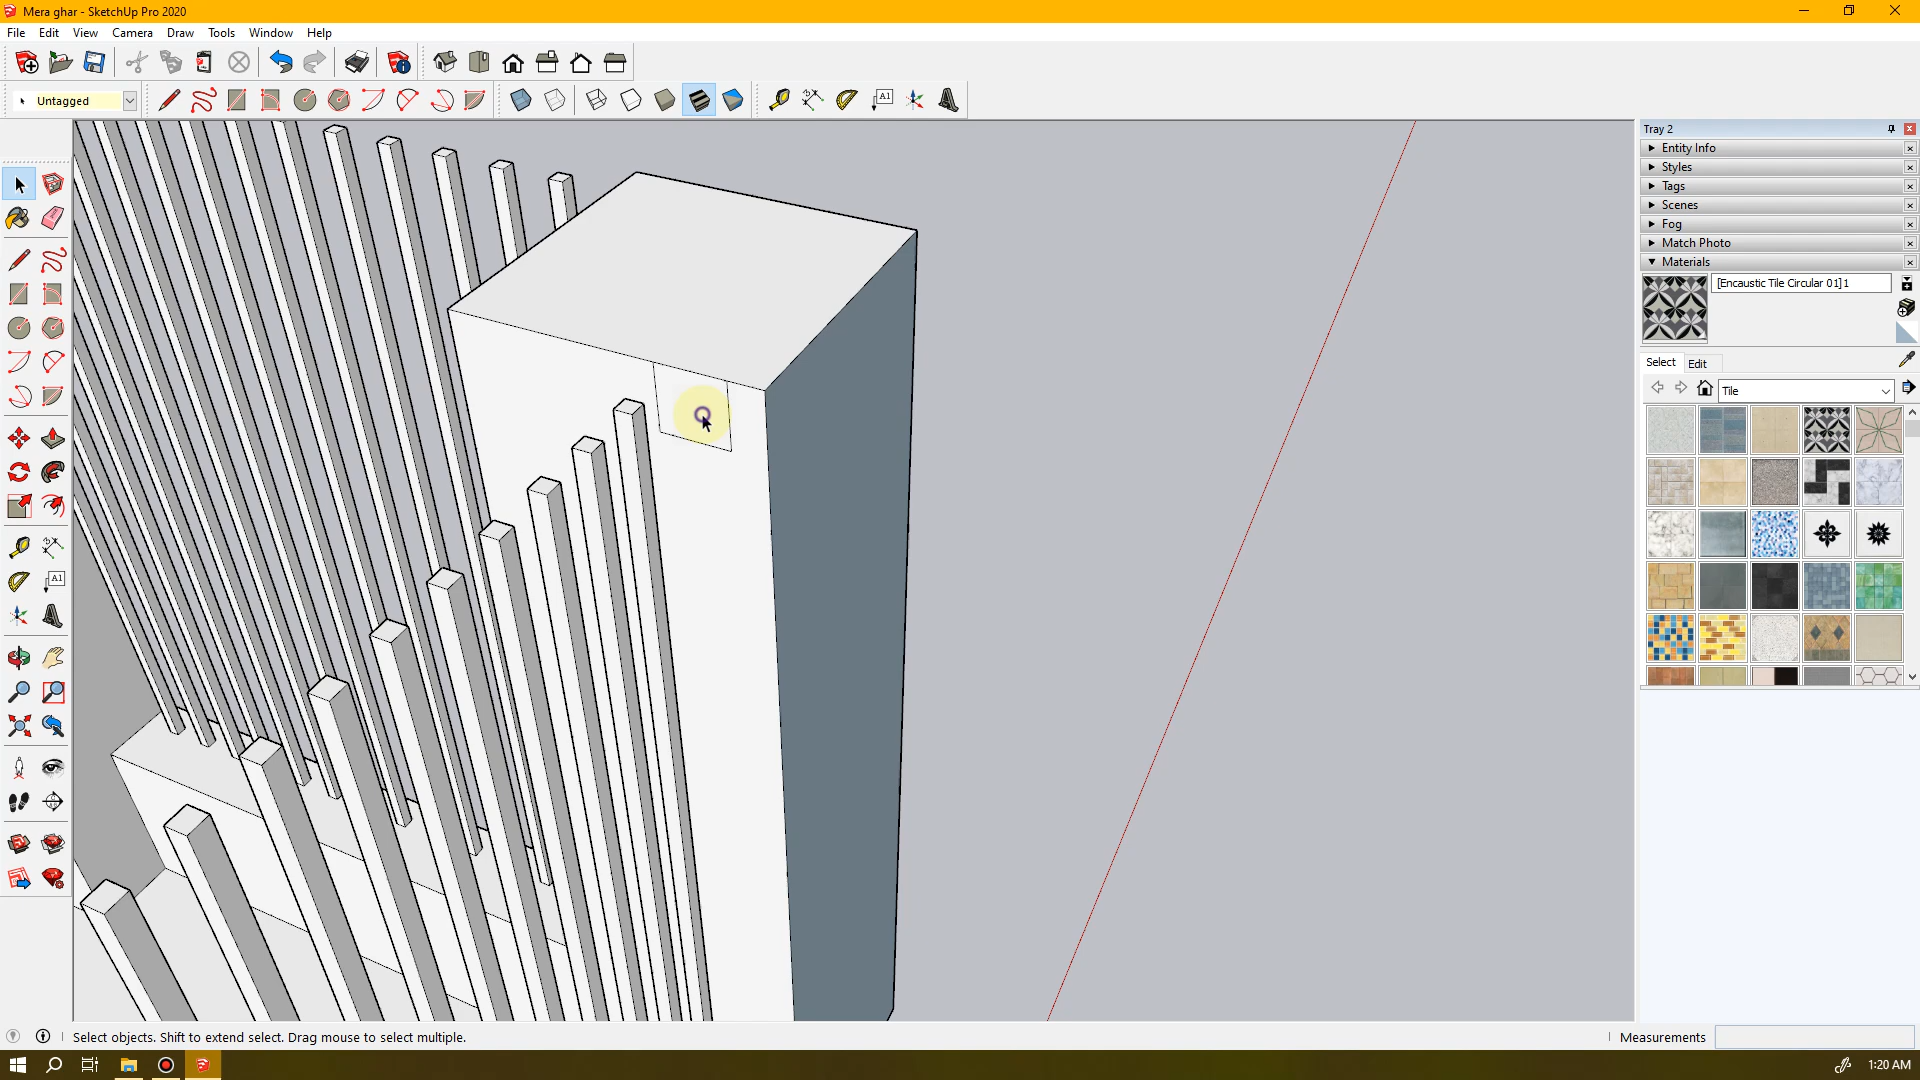 Mera ghar - SketchUp Pro 2020
File Edit View Camera Draw Tools Window Help
Untagged
A1
Tray 2
Entity Info
Styles
Tags
Scenes
Fog
Match Photo
Materials
[Encaustic Tile Circular 01]1
Select Edit
Tile
A1
Select objects. Shift to extend select. Drag mouse to select multiple.
Measurements
1:20 AM